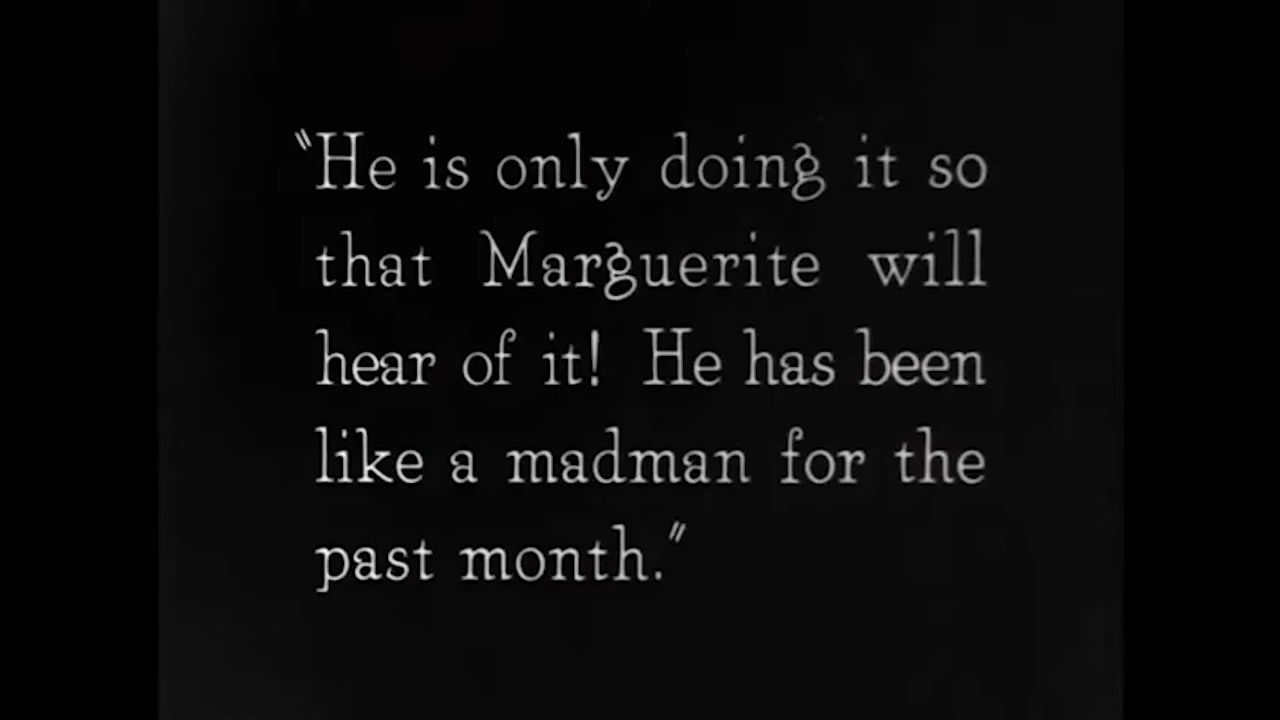 "He is only doing it so
that Marguerite will
hear of it! He has been
like a madman for the
past month."